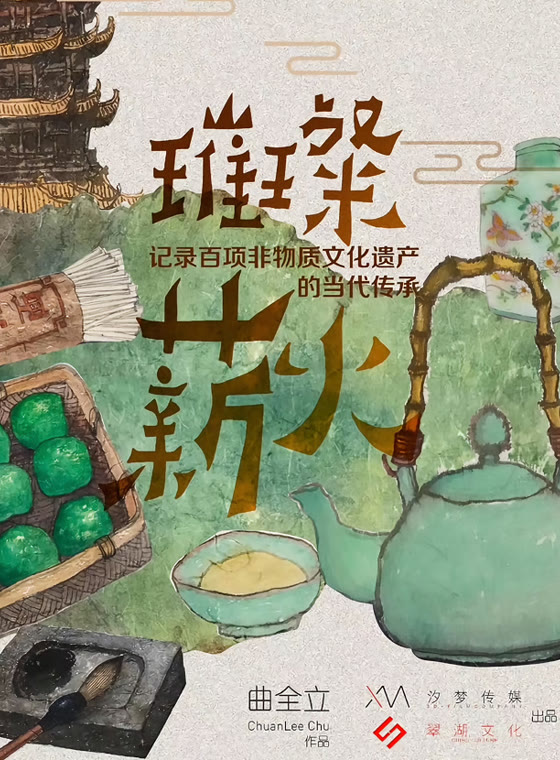 璀璨
记录百项非物质文化遗产
的当代传承
薪火
曲全立
ChuanLee Chu
作品
XM 汐梦传媒
翠湖文化
出品